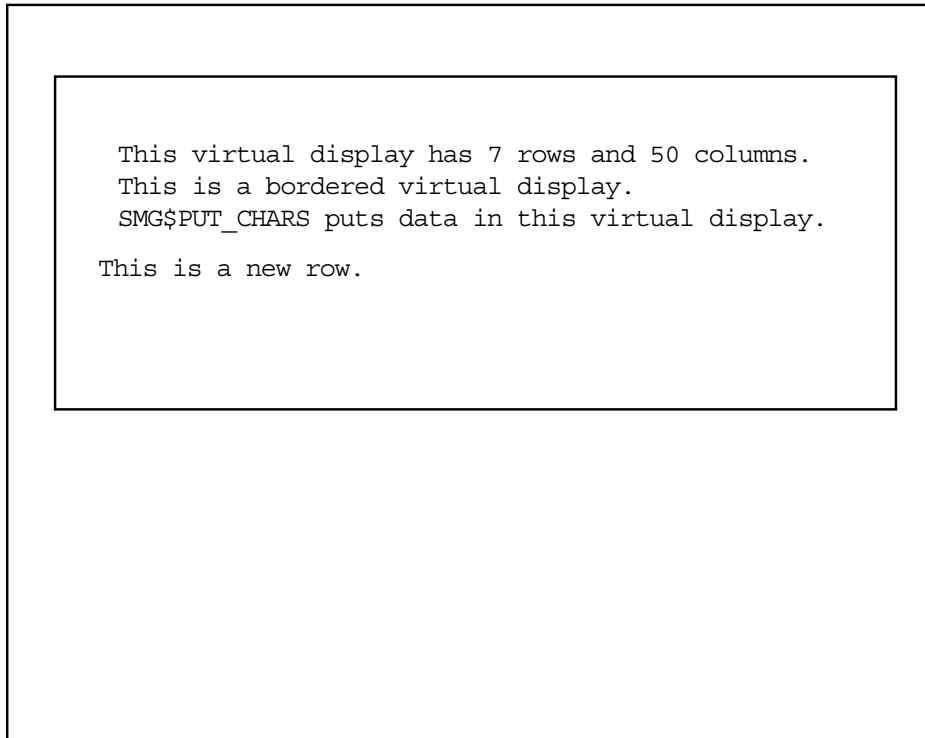 This virtual display has 7 rows and 50 columns.
This is a bordered virtual display.
SMG$PUT_CHARS puts data in this virtual display.
This is a new row.